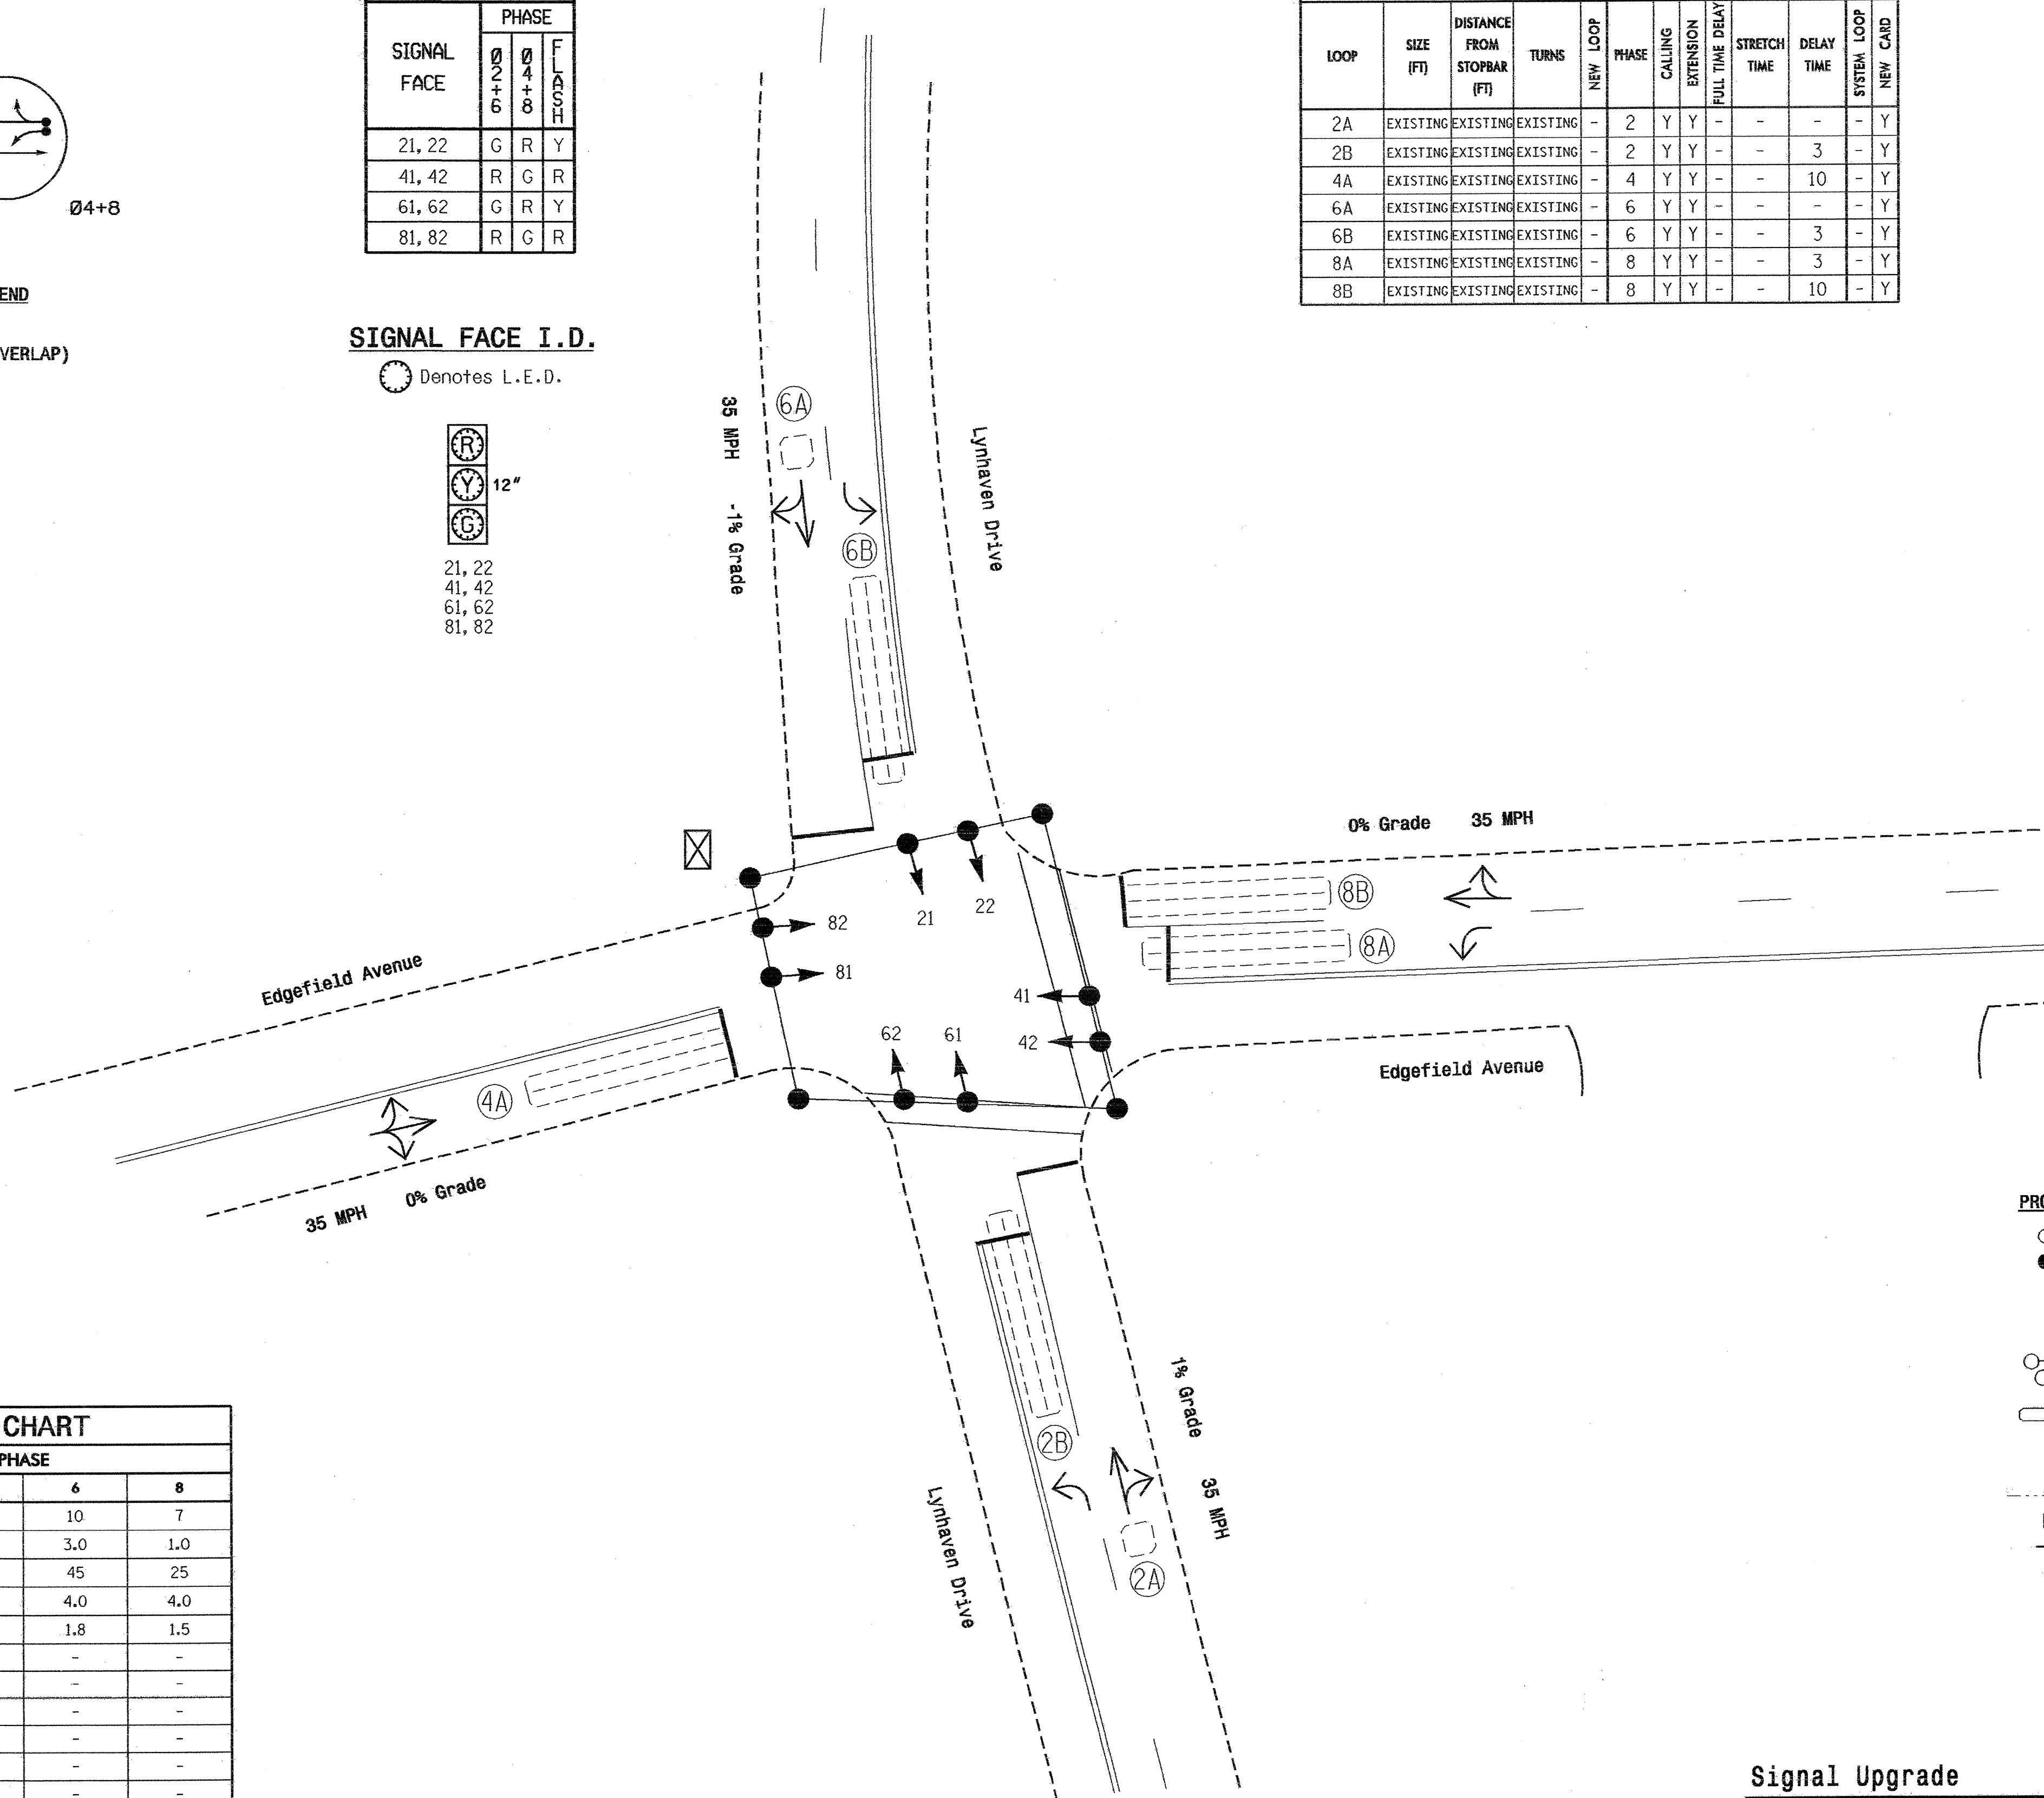 PHASE
SIGNAL
FACE
Ø2+6
Ø4+8
FLASH
21, 22 G R Y
41, 42 R G R
61, 62 G R Y
81, 82 R G R
LOOP
SIZE
(FT)
DISTANCE
FROM
STOPBAR
(FT)
TURNS
NEW LOOP
PHASE
CALLING
EXTENSION
FULL TIME DELAY
STRETCH
TIME
DELAY
TIME
SYSTEM LOOP
NEW CARD
2A EXISTING EXISTING EXISTING - 2 Y Y - - - - Y
2B EXISTING EXISTING EXISTING - 2 Y Y - - 3 - Y
4A EXISTING EXISTING EXISTING - 4 Y Y - - 10 - Y
6A EXISTING EXISTING EXISTING - 6 Y Y - - - - Y
6B EXISTING EXISTING EXISTING - 6 Y Y - - 3 - Y
8A EXISTING EXISTING EXISTING - 8 Y Y - - 3 - Y
8B EXISTING EXISTING EXISTING - 8 Y Y - - 10 - Y
Ø4+8
END
VERLAP)
SIGNAL FACE I.D.
Denotes L.E.D.
R
Y 12"
G
21, 22
41, 42
61, 62
81, 82
6A
35 MPH -1% Grade
Lynhaven Drive
6B
0% Grade 35 MPH
8B
8A
21
22
82
81
41
42
62
61
Edgefield Avenue
Edgefield Avenue
4A
35 MPH 0% Grade
PRO
2B
1% Grade 35 MPH
Lynhaven Drive
2A
CHART
PHASE
6 8
10 7
3.0 1.0
45 25
4.0 4.0
1.8 1.5
- -
- -
- -
- -
- -
- -
Signal Upgrade